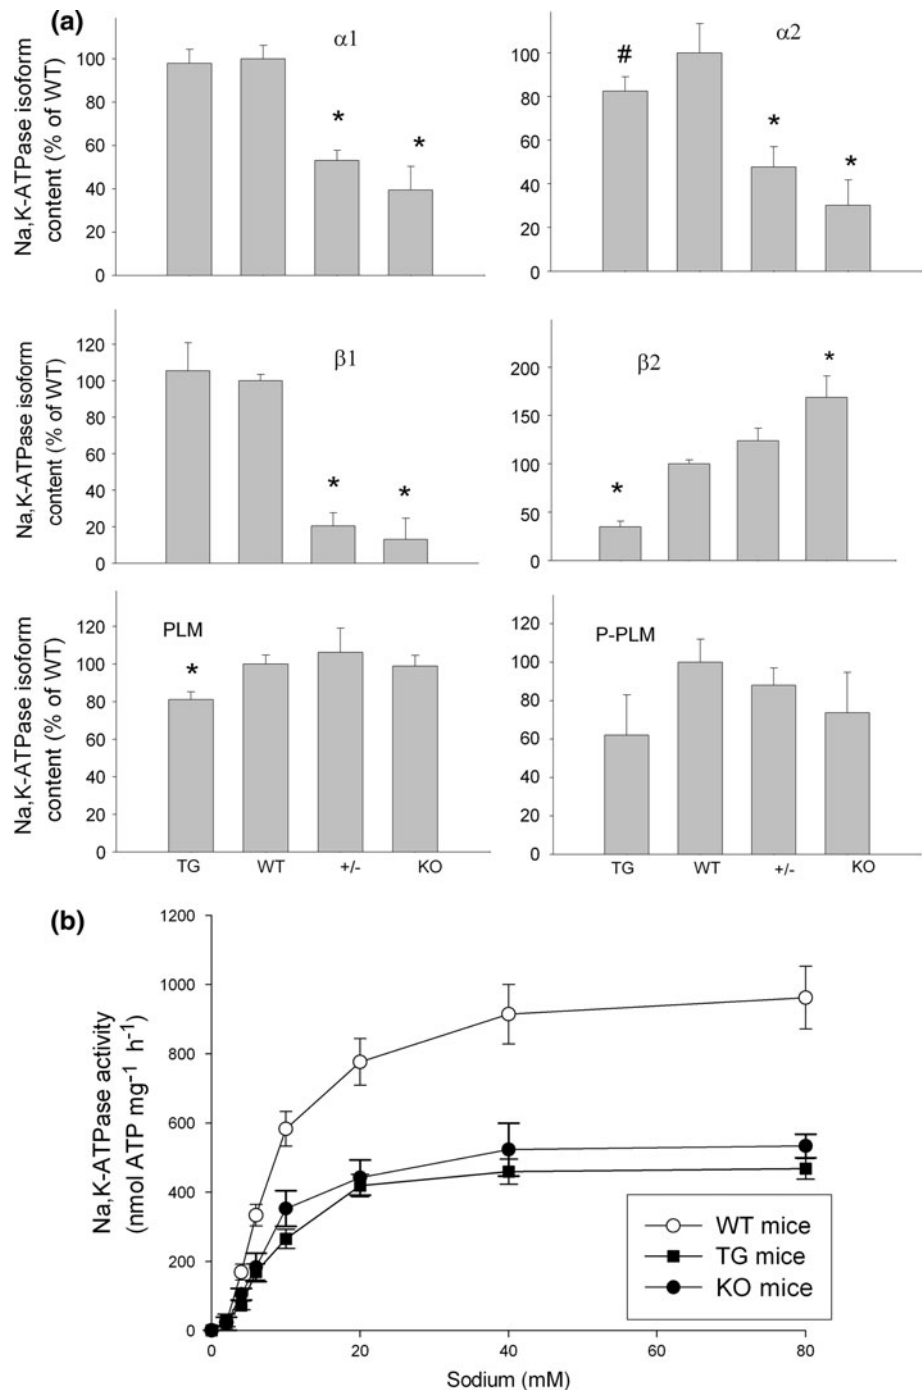 (a)
α1
α2
Na,K-ATPase isoform
content (% of WT)
120
100
80
60
40
20
0
*
*
120
100
80
60
40
20
0
#
*
*
β1
β2
Na,K-ATPase isoform
content (% of WT)
120
100
80
60
40
20
0
*
*
200
150
100
50
0
*
*
PLM
P-PLM
Na,K-ATPase isoform
content (% of WT)
120
100
80
60
40
20
0
*
120
100
80
60
40
20
0
TG WT +/- KO
TG WT +/- KO
(b)
Na,K-ATPase activity
(nmol ATP mg⁻¹ h⁻¹)
1200
1000
800
600
400
200
0
WT mice
TG mice
KO mice
0 20 40 60 80
Sodium (mM)